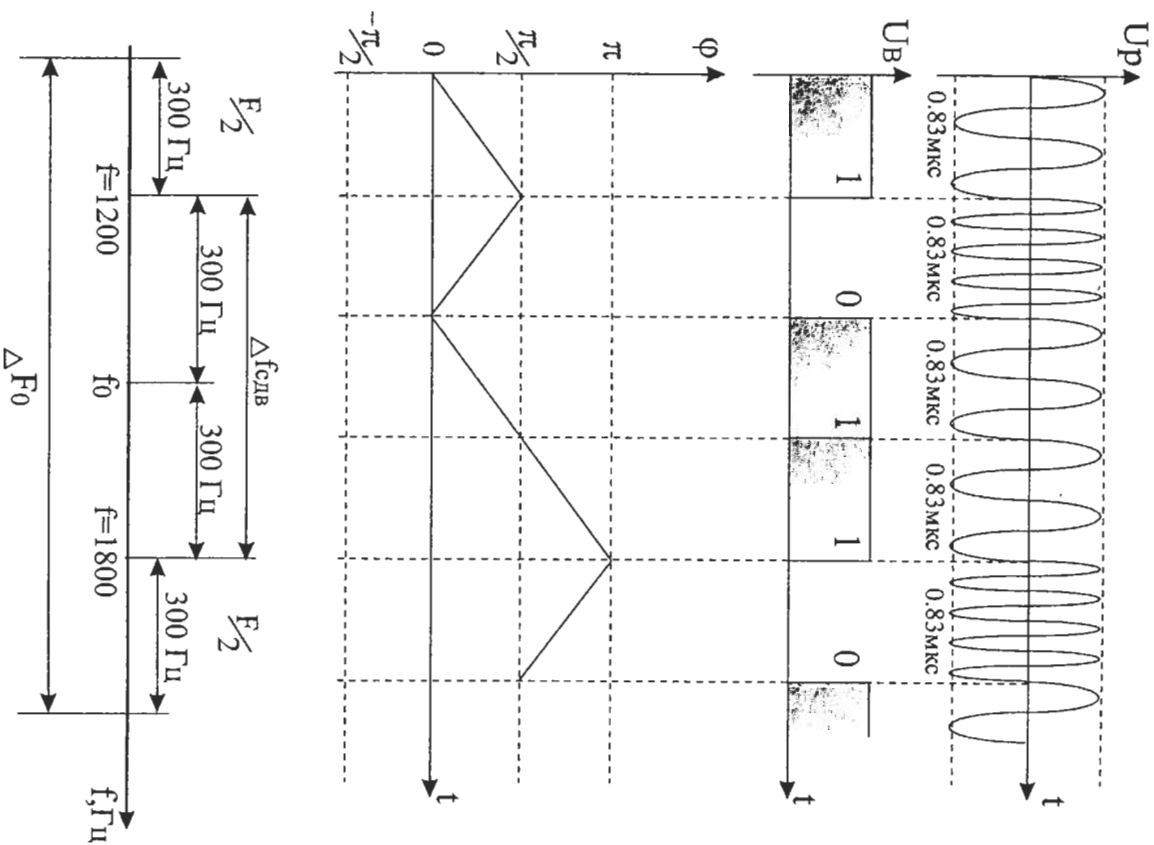 Uр
0.83мкс 0.83мкс 0.83мкс 0.83мкс 0.83мкс
t
Uв
1 0 1 1 0
t
φ
π
π/2
0
-π/2
t
F/2 Δfсдв F/2
300 Гц 300 Гц 300 Гц 300 Гц
f=1200 f0 f=1800 f,Гц
ΔF0